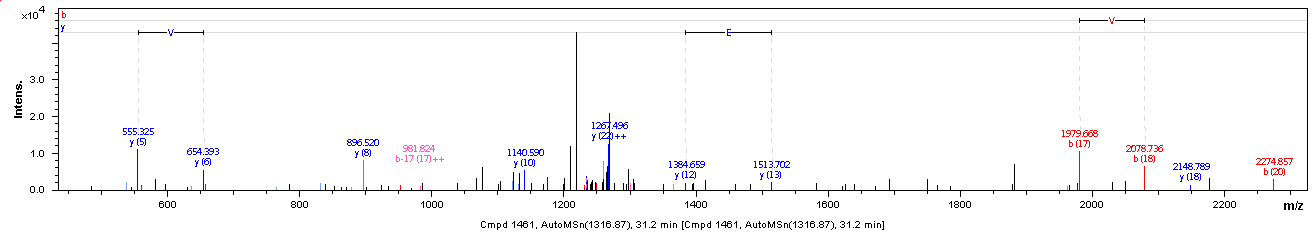 ×10⁴
b
y
V
E
V
Intens.
3.0
2.0
1.0
0.0
555.325
y (5)
654.393
y (6)
896.520
y (8)
981.824
b-17 (17)++
1140.590
y (10)
1267.496
y (22)++
1384.659
y (12)
1513.702
y (13)
1979.668
b (17)
2078.736
b (18)
2148.789
y (18)
2274.857
b (20)
600
800
1000
1200
1400
1600
1800
2000
2200
m/z
Cmpd 1461, AutoMSn(1316.87), 31.2 min [Cmpd 1461, AutoMSn(1316.87), 31.2 min]